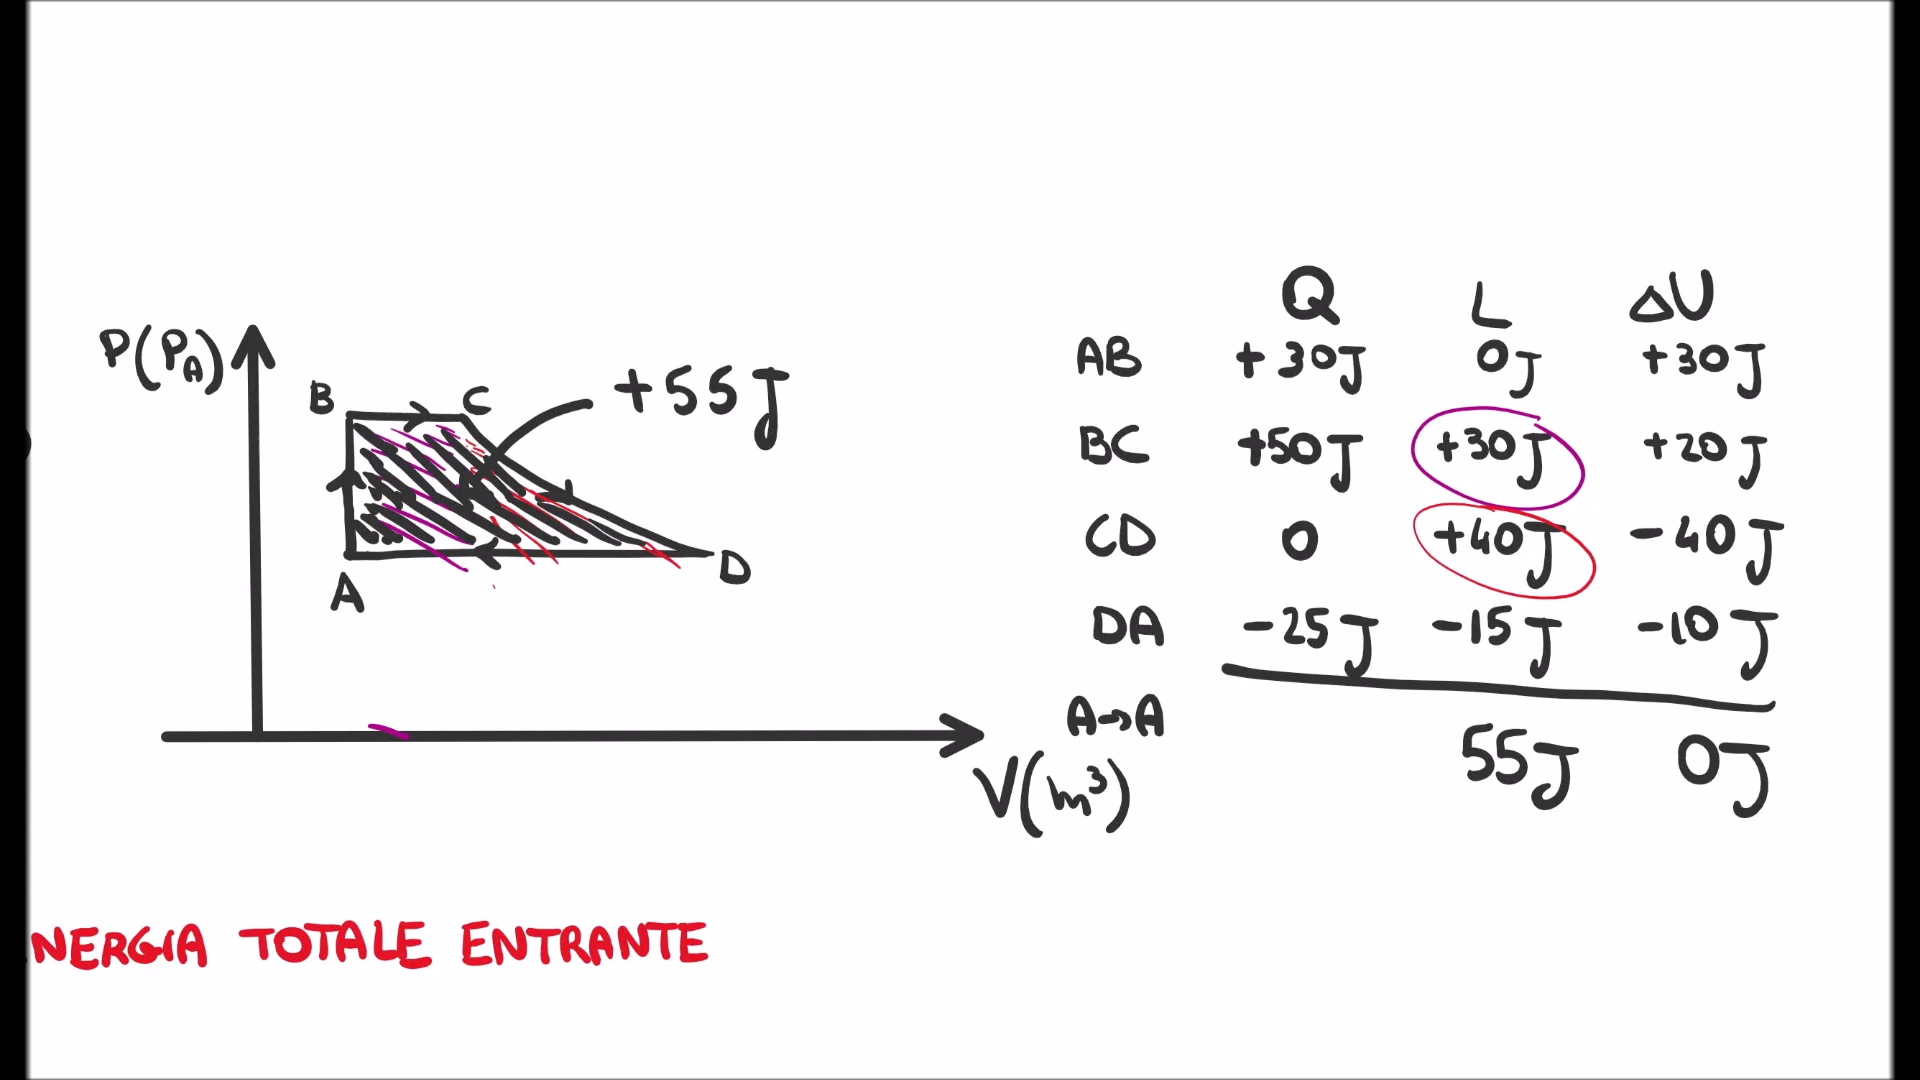 P(PA)
B
C
+55J
A
D
V(m³)
Q L ΔU
AB +30J 0J +30J
BC +50J +30J +20J
CD 0 +40J -40J
DA -25J -15J -10J
A→A 55J 0J
NERGIA TOTALE ENTRANTE